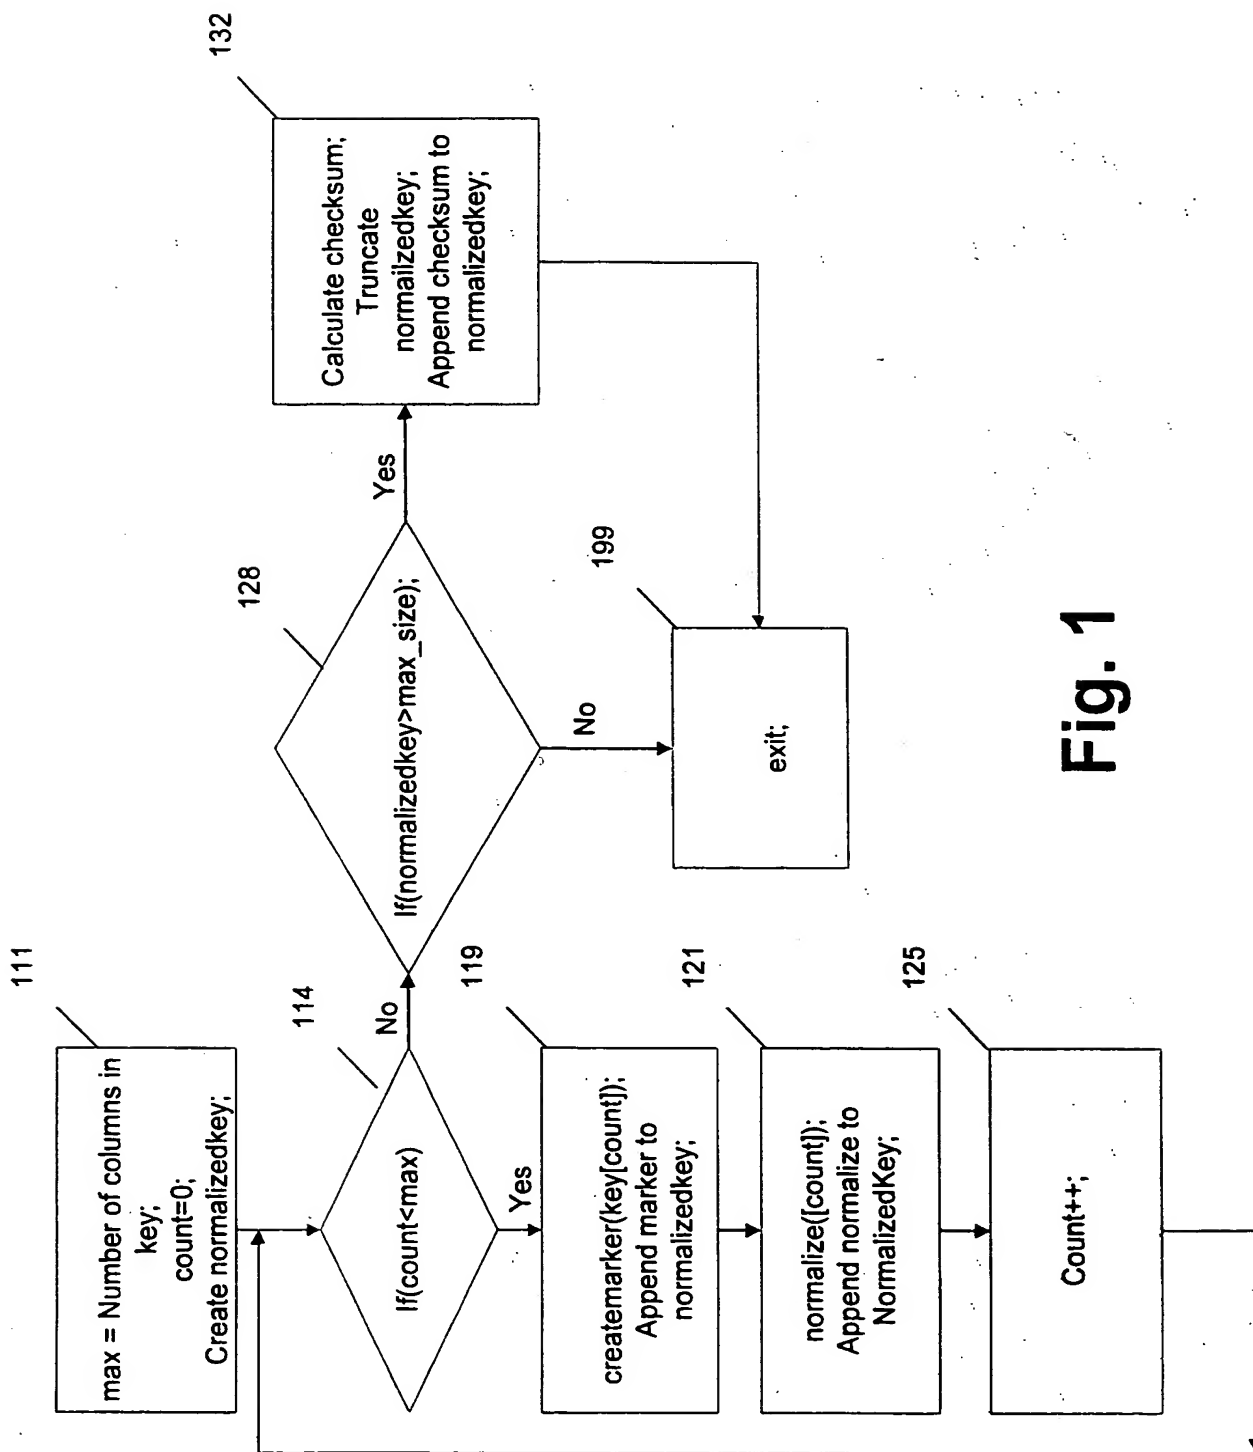 111
max = Number of columns in
key;
count=0;
Create normalizedkey;
114
If(count<max)
No
Yes
119
createmarker(key[count]);
Append marker to
normalizedkey;
121
normalize([count]);
Append normalize to
NormalizedKey;
125
Count++;
128
If(normalizedkey>max_size);
Yes
No
132
Calculate checksum;
Truncate
normailzedkey;
Append checksum to
normalizedkey;
199
exit;
Fig. 1